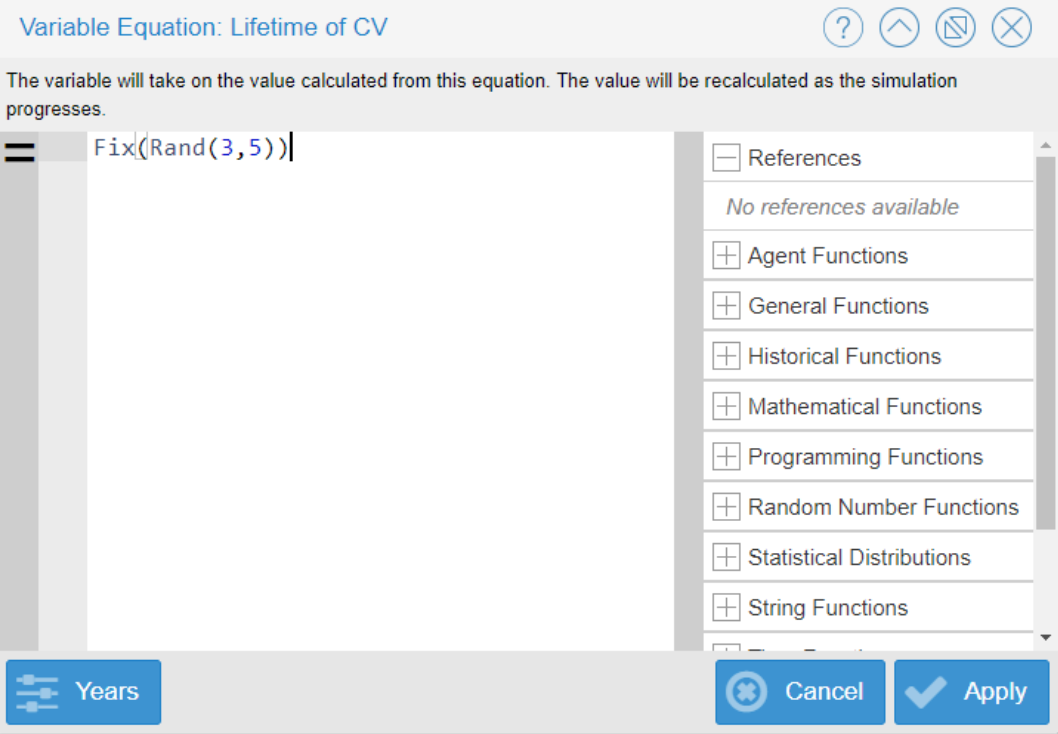 Variable Equation: Lifetime of CV
?
The variable will take on the value calculated from this equation. The value will be recalculated as the simulation
progresses.
=
Fix(Rand(3,5))
References
No references available
Agent Functions
General Functions
Historical Functions
Mathematical Functions
Programming Functions
Random Number Functions
Statistical Distributions
String Functions
Years
Cancel
Apply